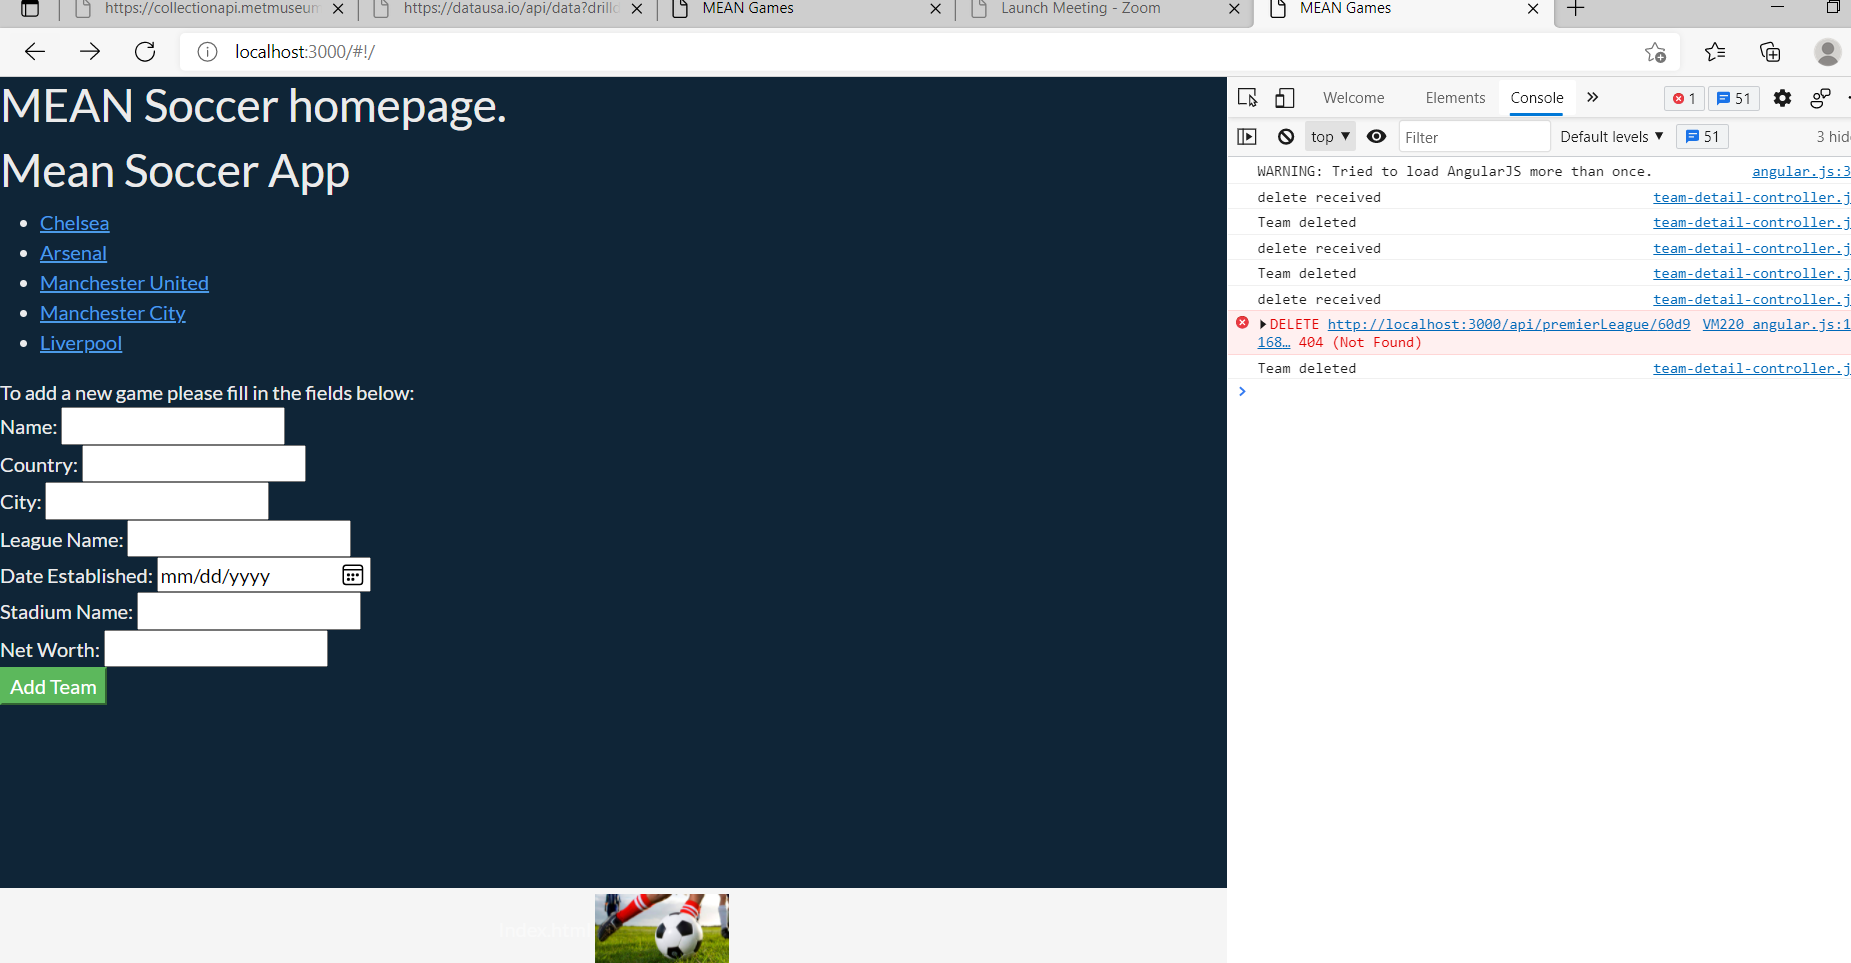 https://collectionapi.metmuseum
https://datausa.io/api/data?drilld
MEAN Games
Launch Meeting - Zoom
MEAN Games
localhost:3000/#!/
MEAN Soccer homepage.
Mean Soccer App
Chelsea
Arsenal
Manchester United
Manchester City
Liverpool
To add a new game please fill in the fields below:
Name:
Country:
City:
League Name:
Date Established: mm/dd/yyyy
Stadium Name:
Net Worth:
Add Team
Welcome Elements Console 1 51
top Filter Default levels 51 3 hid
WARNING: Tried to load AngularJS more than once. angular.js:3
delete received team-detail-controller.j
Team deleted team-detail-controller.j
delete received team-detail-controller.j
Team deleted team-detail-controller.j
delete received team-detail-controller.j
DELETE http://localhost:3000/api/premierLeague/60d9 VM220 angular.js:1
168… 404 (Not Found)
Team deleted team-detail-controller.j